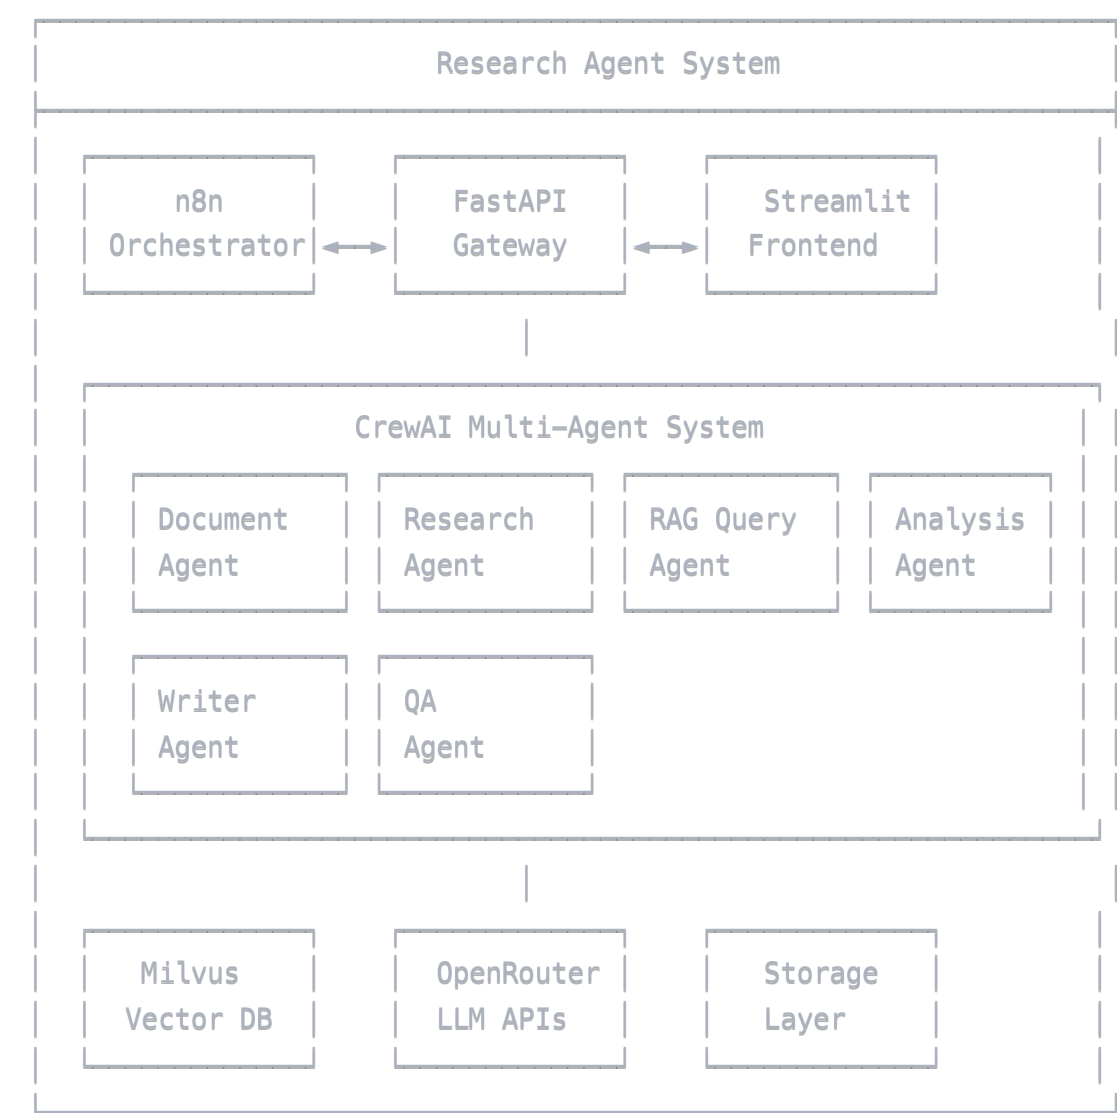 Research Agent System
n8n
Orchestrator
FastAPI
Gateway
Streamlit
Frontend
CrewAI Multi-Agent System
Document
Agent
Research
Agent
RAG Query
Agent
Analysis
Agent
Writer
Agent
QA
Agent
Milvus
Vector DB
OpenRouter
LLM APIs
Storage
Layer